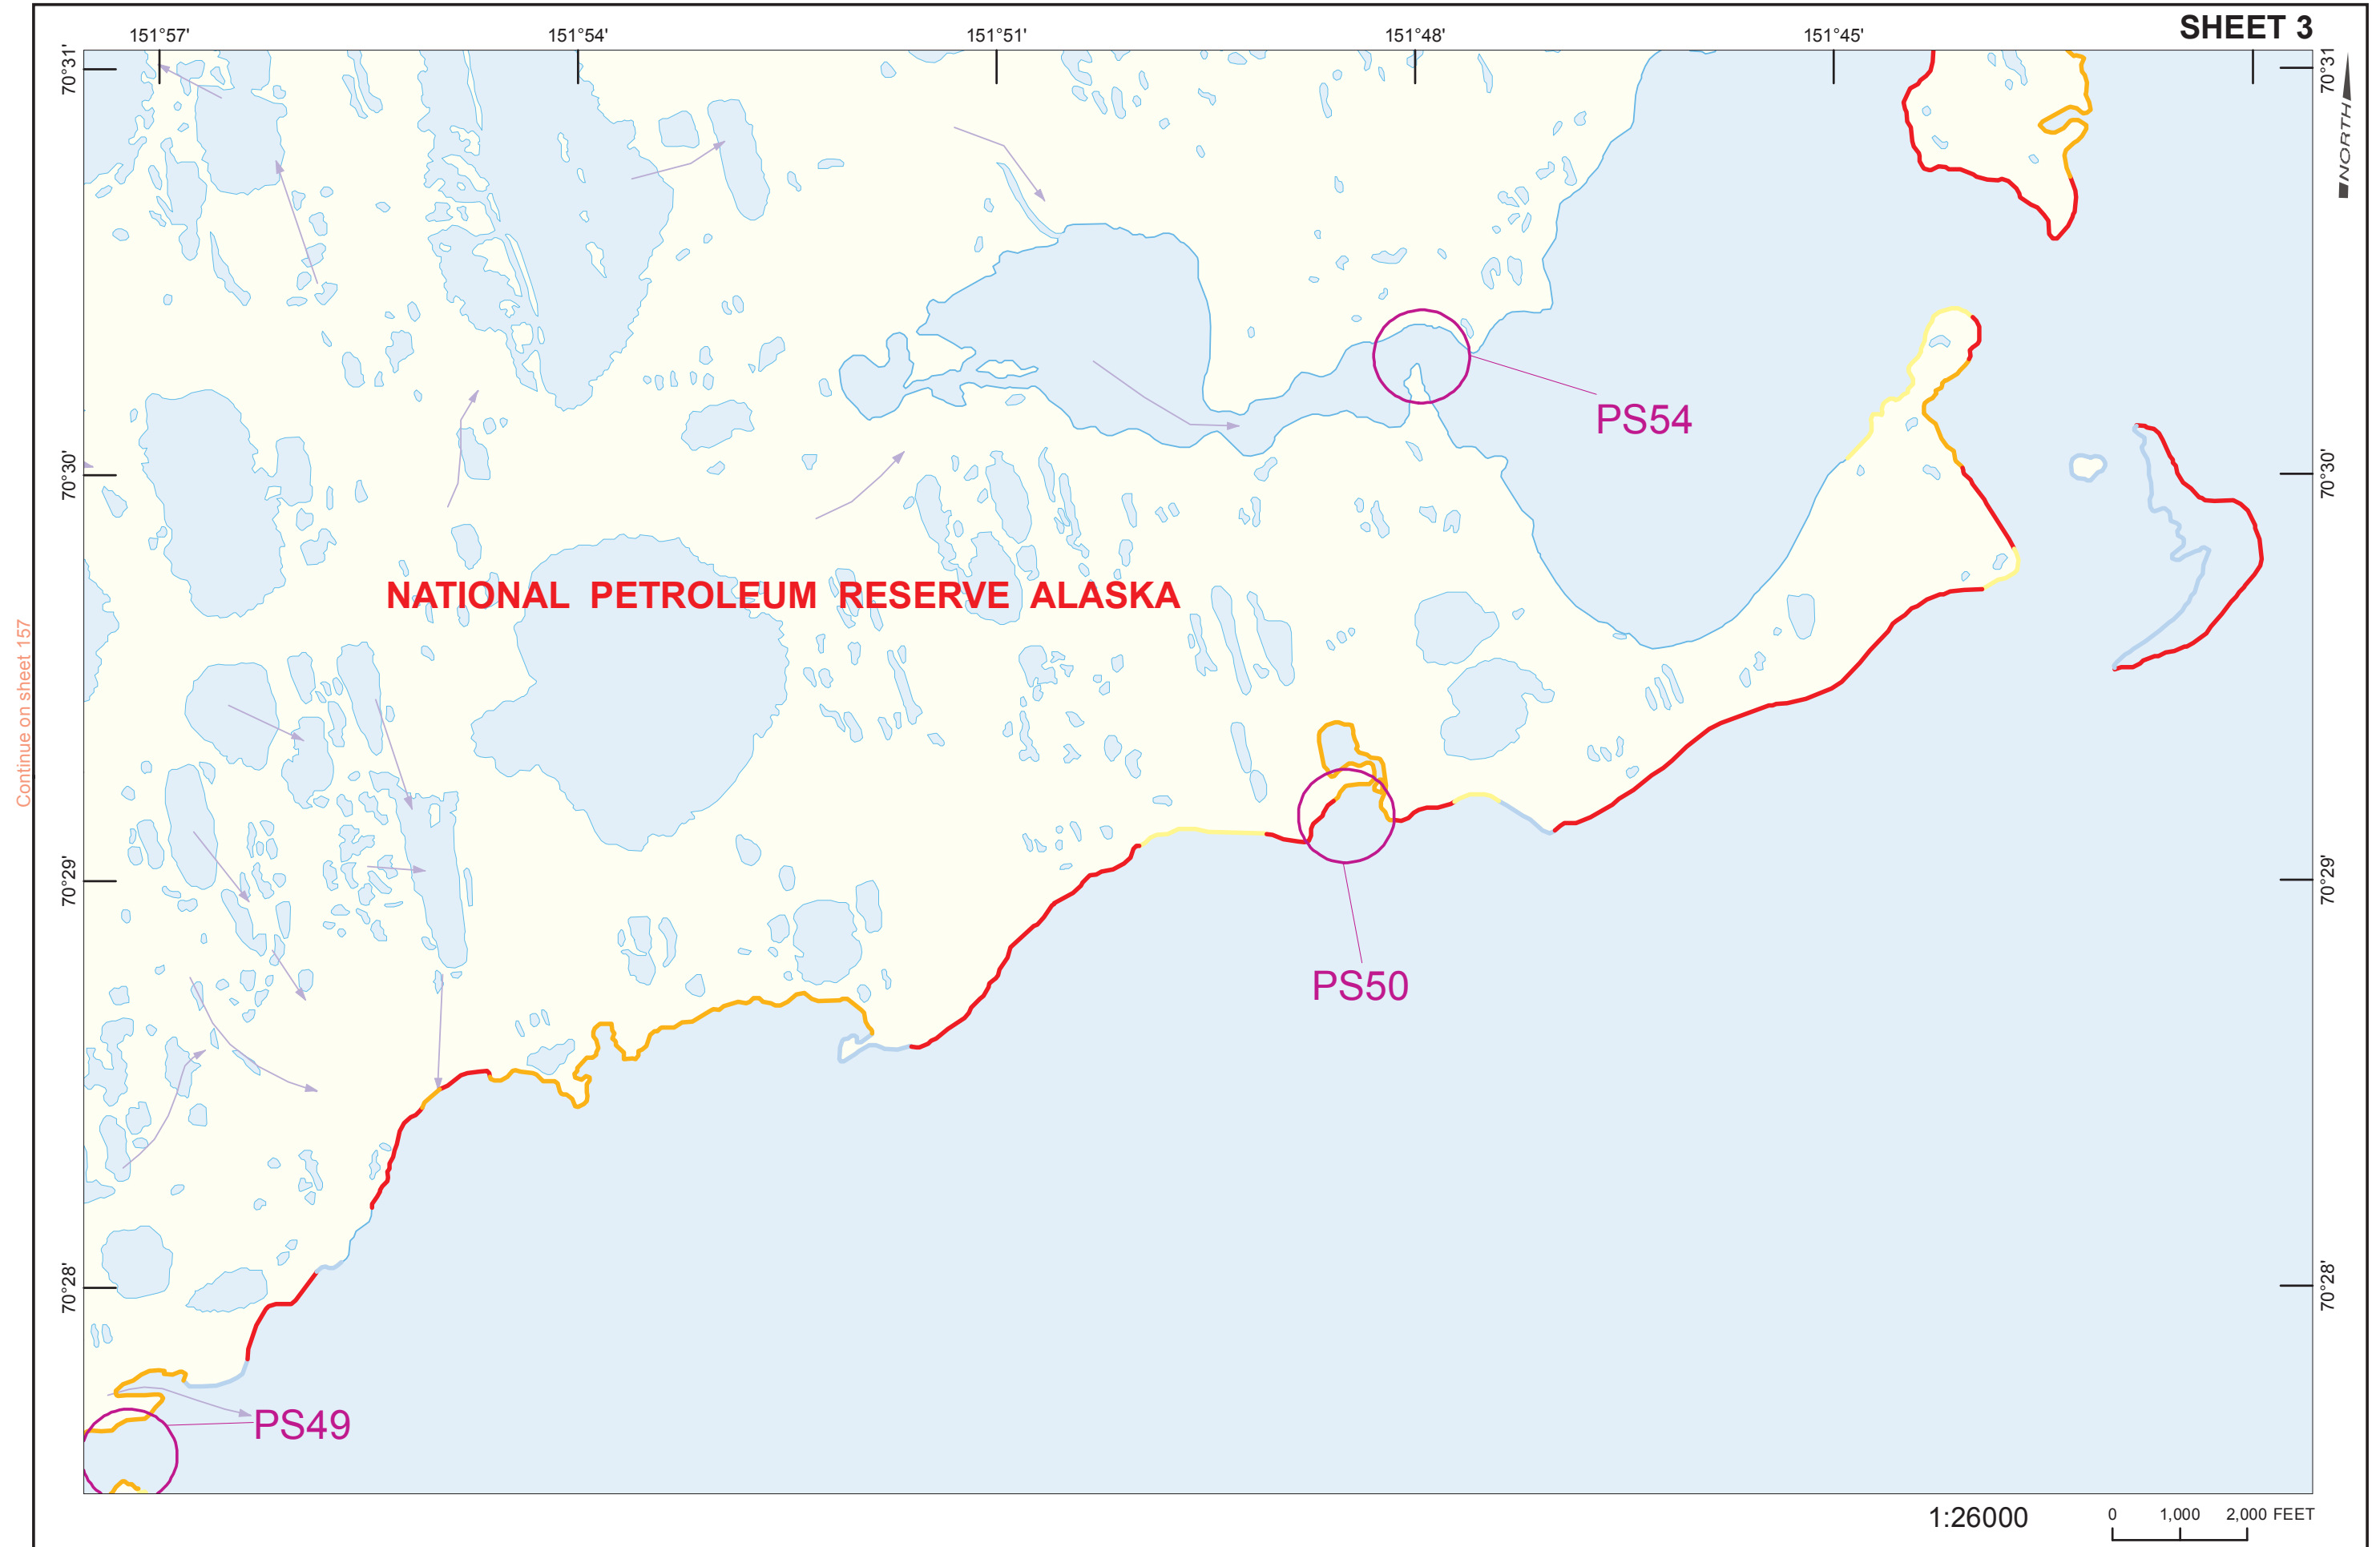 SHEET 3
151°57' 151°54' 151°51' 151°48' 151°45'
70°31' 70°31'
NORTH
PS54
70°30' 70°30'
NATIONAL PETROLEUM RESERVE ALASKA
Continue on sheet 157
70°29' 70°29'
PS50
70°28' 70°28'
PS49
1:26000 0 1,000 2,000 FEET